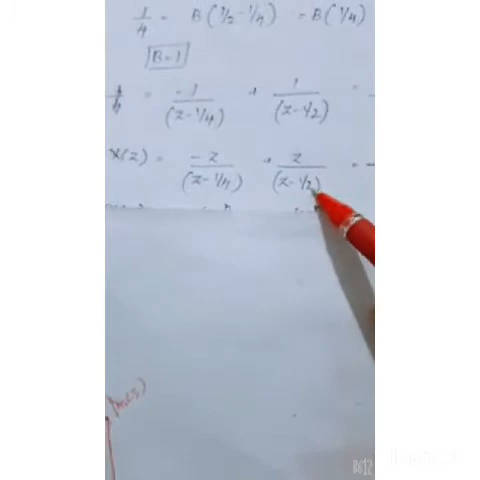 1/4 = B(1/2 - 1/4) = B(1/4)
B=1
= -1/(z-1/4) + 1/(z-1/2) = -
X(z) = -z/(z-1/4) + z/(z-1/2) = -
(ROC)